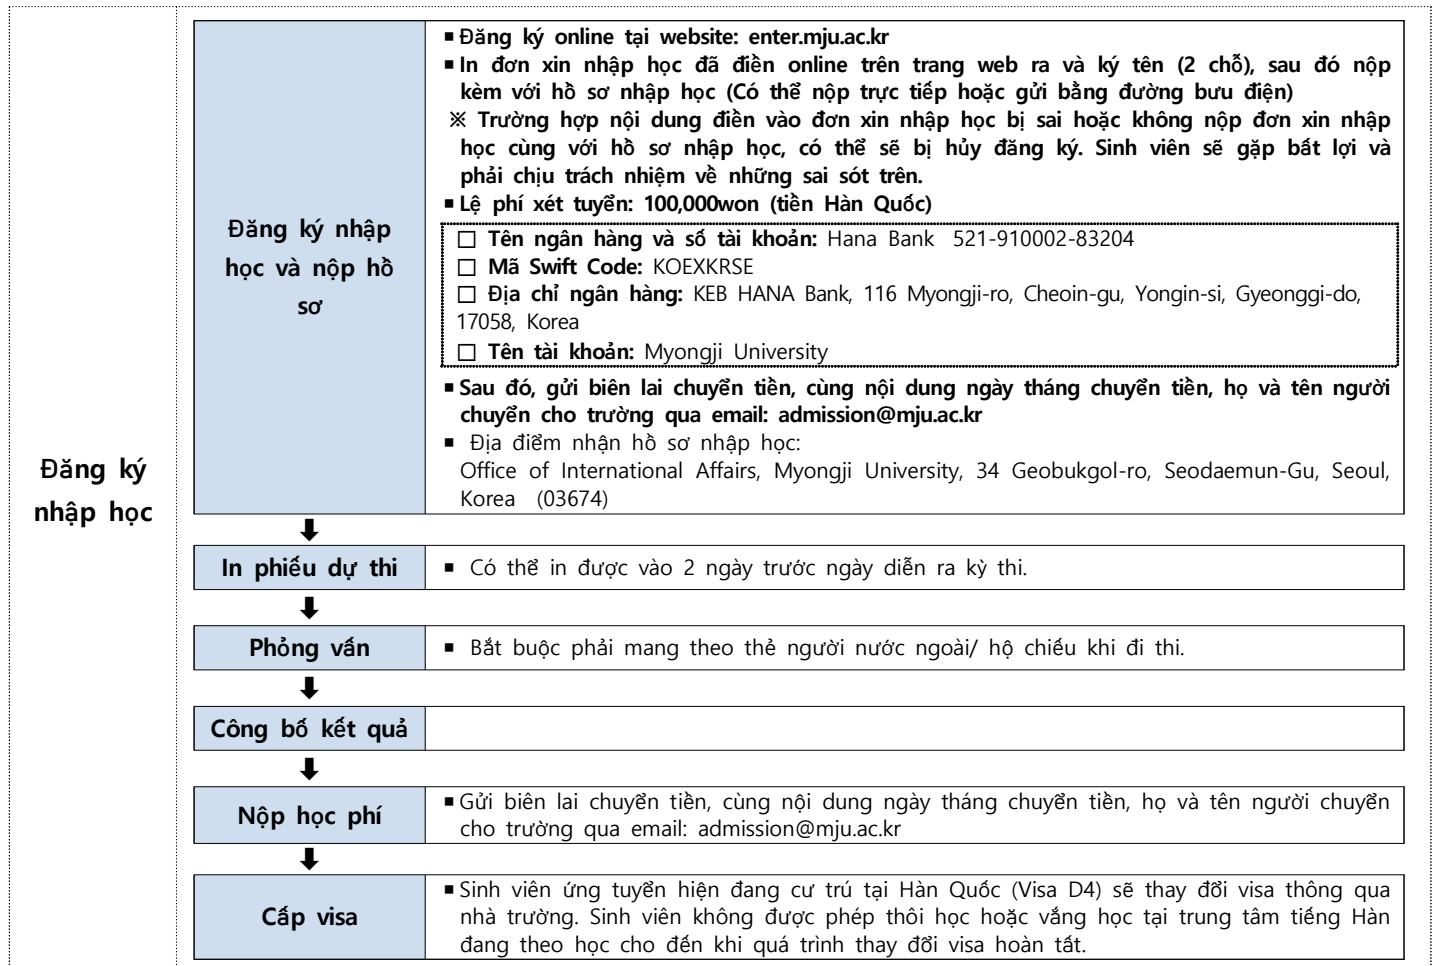 Đăng ký
nhập học
Đăng ký nhập
học và nộp hồ
sơ
▪ Đăng ký online tại website: enter.mju.ac.kr
▪ In đơn xin nhập học đã điền online trên trang web ra và ký tên (2 chỗ), sau đó nộp
kèm với hồ sơ nhập học (Có thể nộp trực tiếp hoặc gửi bằng đường bưu điện)
※ Trường hợp nội dung điền vào đơn xin nhập học bị sai hoặc không nộp đơn xin nhập
học cùng với hồ sơ nhập học, có thể sẽ bị hủy đăng ký. Sinh viên sẽ gặp bất lợi và
phải chịu trách nhiệm về những sai sót trên.
▪ Lệ phí xét tuyển: 100,000won (tiền Hàn Quốc)
□ Tên ngân hàng và số tài khoản: Hana Bank 521-910002-83204
□ Mã Swift Code: KOEXKRSE
□ Địa chỉ ngân hàng: KEB HANA Bank, 116 Myongji-ro, Cheoin-gu, Yongin-si, Gyeonggi-do,
17058, Korea
□ Tên tài khoản: Myongji University
▪ Sau đó, gửi biên lai chuyển tiền, cùng nội dung ngày tháng chuyển tiền, họ và tên người
chuyển cho trường qua email: admission@mju.ac.kr
▪ Địa điểm nhận hồ sơ nhập học:
Office of International Affairs, Myongji University, 34 Geobukgol-ro, Seodaemun-Gu, Seoul,
Korea (03674)
In phiếu dự thi
▪ Có thể in được vào 2 ngày trước ngày diễn ra kỳ thi.
Phỏng vấn
▪ Bắt buộc phải mang theo thẻ người nước ngoài/ hộ chiếu khi đi thi.
Công bố kết quả
Nộp học phí
▪ Gửi biên lai chuyển tiền, cùng nội dung ngày tháng chuyển tiền, họ và tên người chuyển
cho trường qua email: admission@mju.ac.kr
Cấp visa
▪ Sinh viên ứng tuyển hiện đang cư trú tại Hàn Quốc (Visa D4) sẽ thay đổi visa thông qua
nhà trường. Sinh viên không được phép thôi học hoặc vắng học tại trung tâm tiếng Hàn
đang theo học cho đến khi quá trình thay đổi visa hoàn tất.